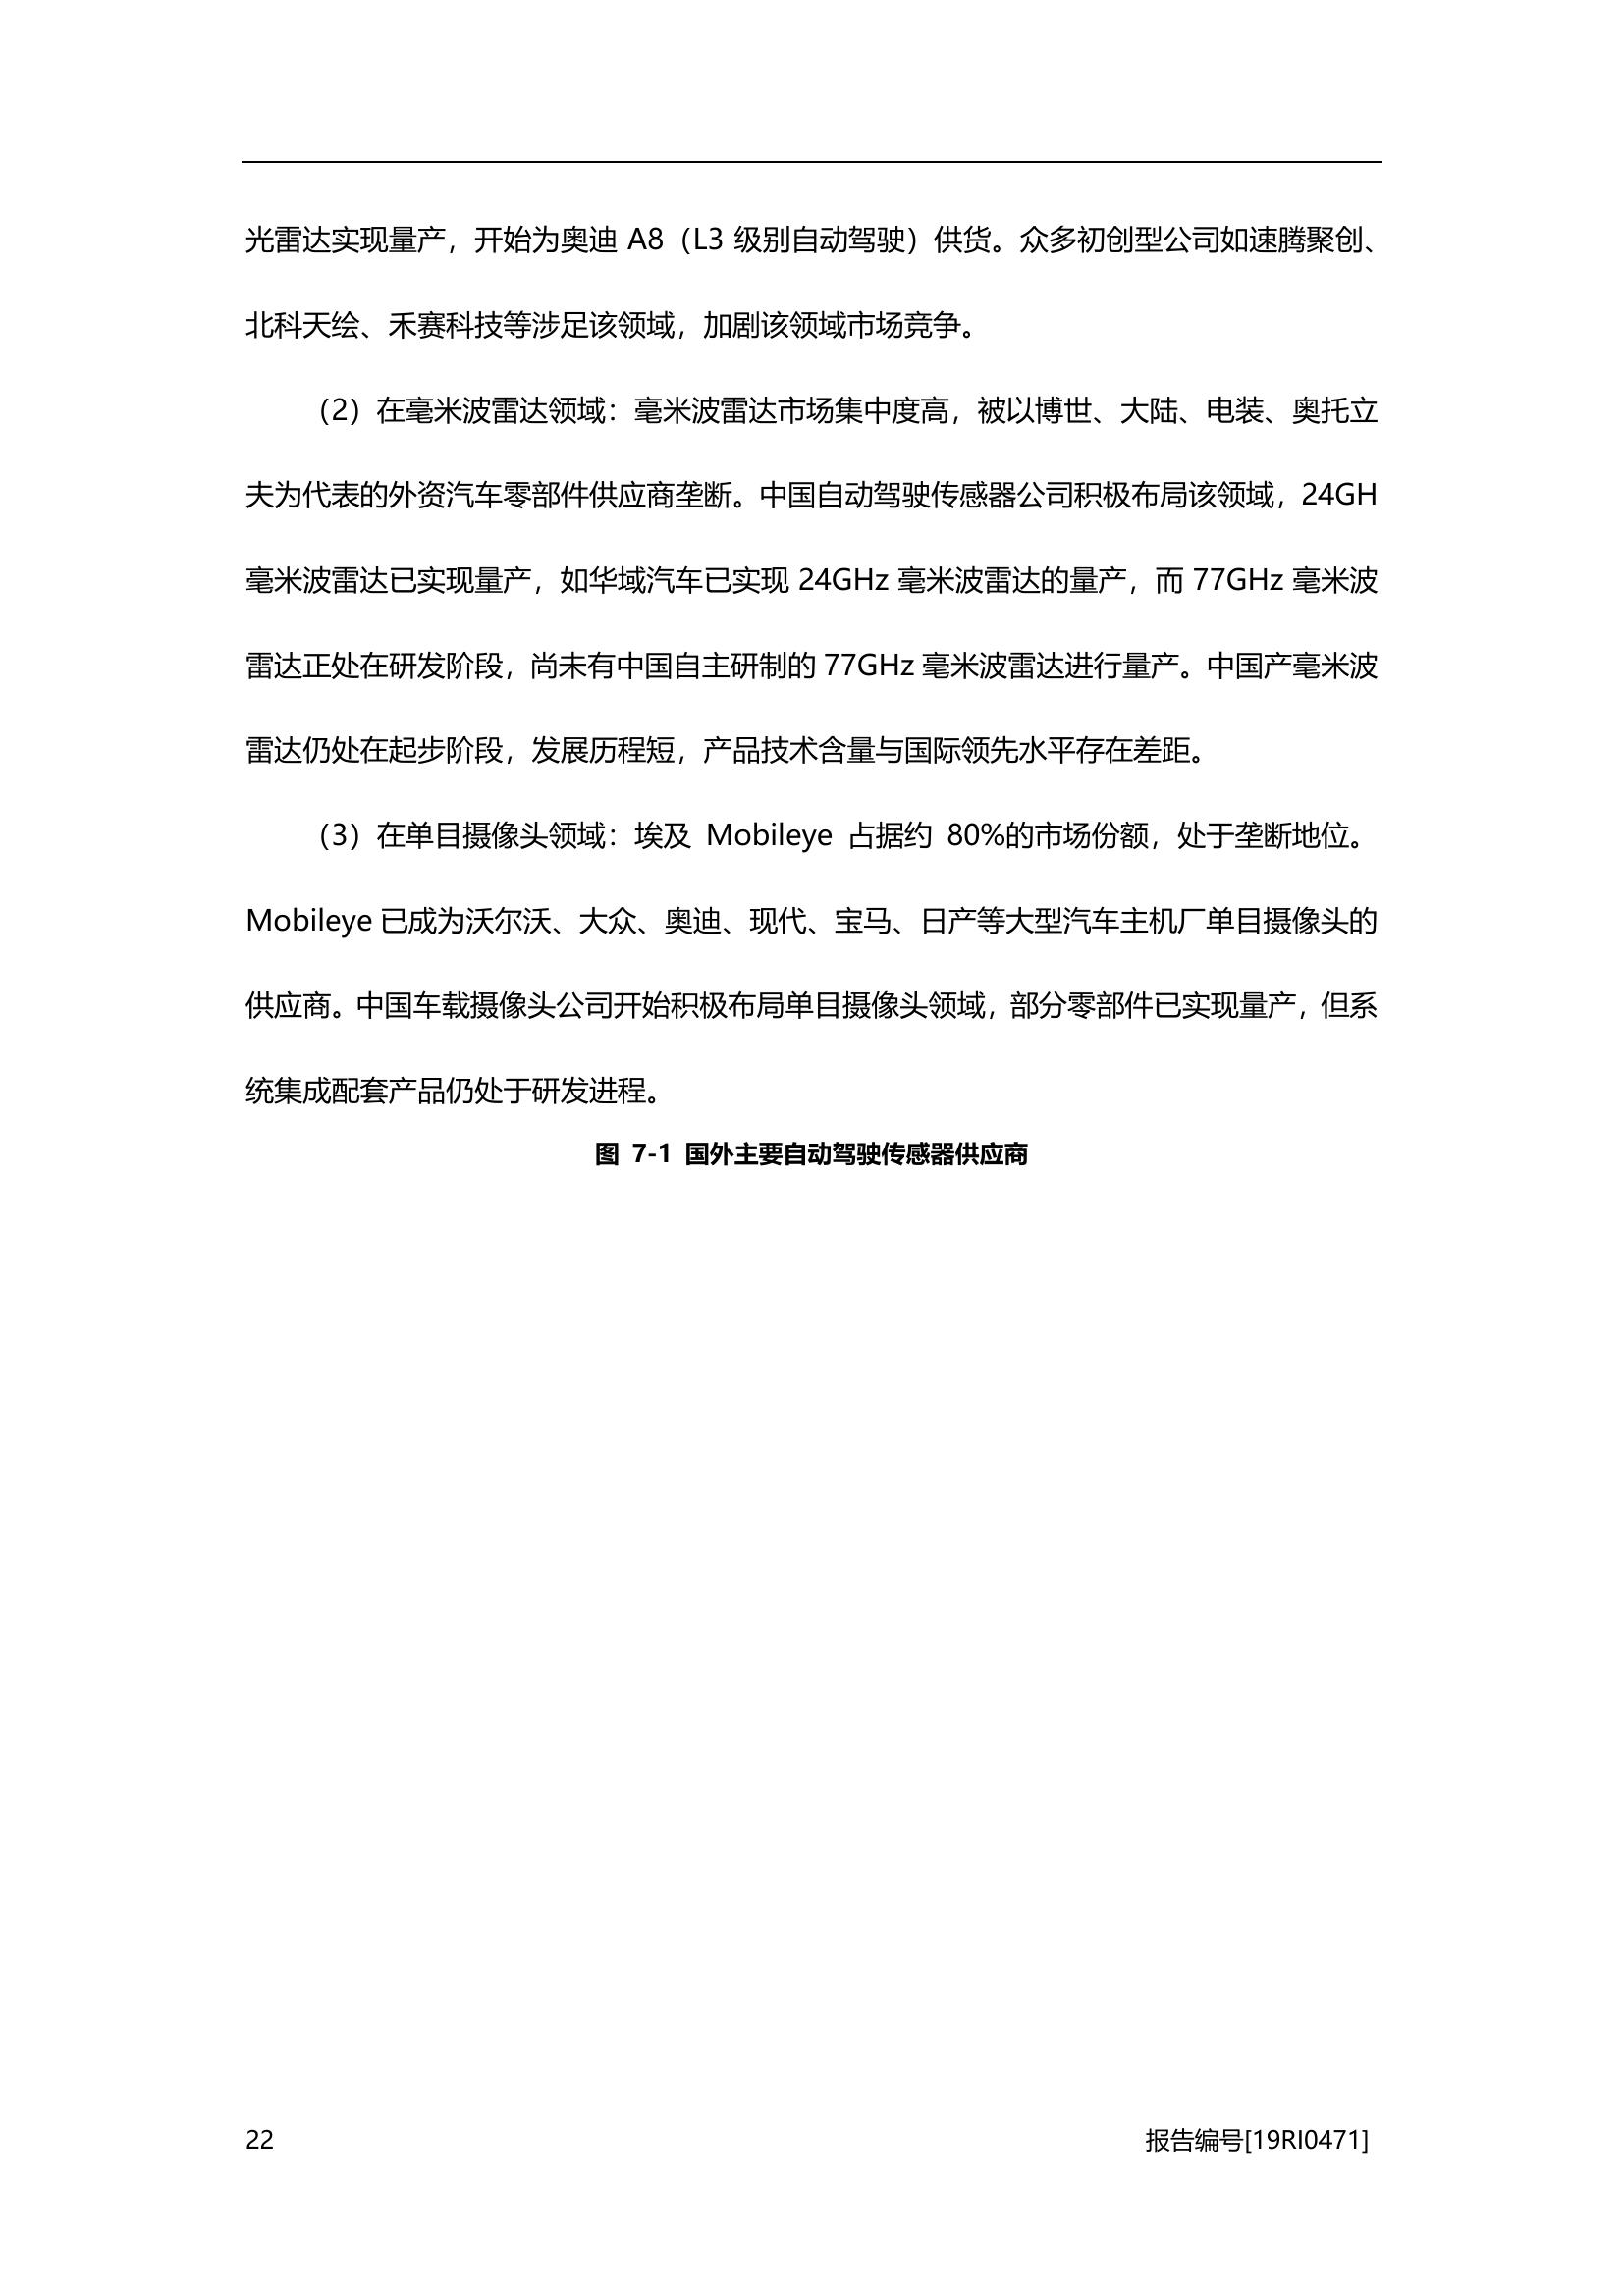 光雷达实现量产，开始为奥迪 A8（L3 级别自动驾驶）供货。众多初创型公司如速腾聚创、
北科天绘、禾赛科技等涉足该领域，加剧该领域市场竞争。
（2）在毫米波雷达领域：毫米波雷达市场集中度高，被以博世、大陆、电装、奥托立
夫为代表的外资汽车零部件供应商垄断。中国自动驾驶传感器公司积极布局该领域，24GH
毫米波雷达已实现量产，如华域汽车已实现 24GHz 毫米波雷达的量产，而 77GHz 毫米波
雷达正处在研发阶段，尚未有中国自主研制的 77GHz 毫米波雷达进行量产。中国产毫米波
雷达仍处在起步阶段，发展历程短，产品技术含量与国际领先水平存在差距。
（3）在单目摄像头领域：埃及 Mobileye 占据约 80%的市场份额，处于垄断地位。
Mobileye 已成为沃尔沃、大众、奥迪、现代、宝马、日产等大型汽车主机厂单目摄像头的
供应商。中国车载摄像头公司开始积极布局单目摄像头领域，部分零部件已实现量产，但系
统集成配套产品仍处于研发进程。
图 7-1 国外主要自动驾驶传感器供应商
22 报告编号[19RI0471]